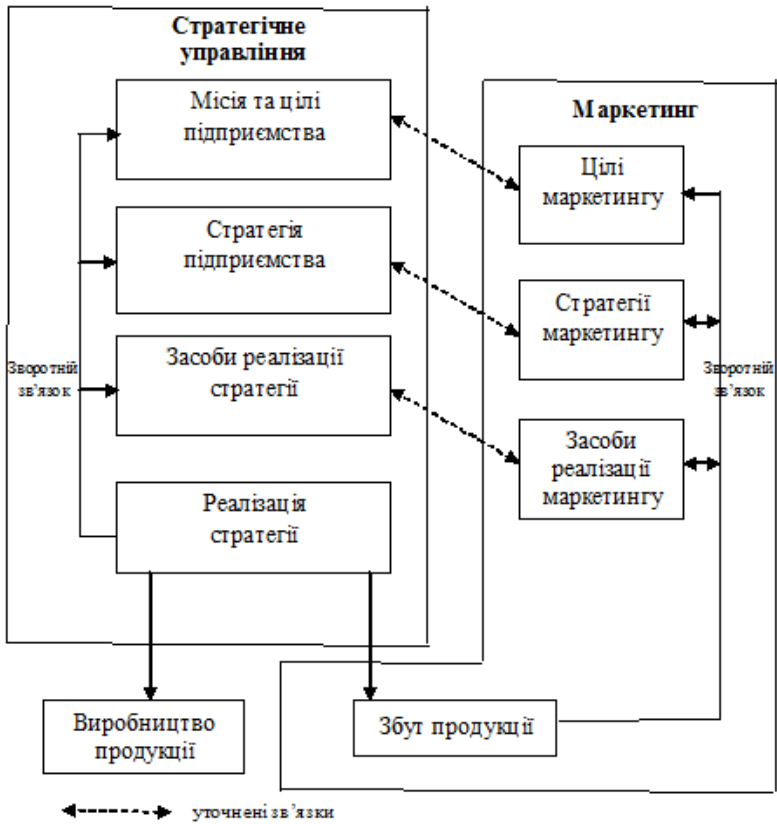 Стратегічне
управління
Місія та цілі
підприємства
Стратегія
підприємства
Засоби реалізації
стратегії
Реалізація
стратегії
Зворотній
зв’язок
Маркетинг
Цілі
маркетингу
Стратегії
маркетингу
Засоби
реалізації
маркетингу
Зворотній
зв’язок
Виробництво
продукції
Збут продукції
уточнені зв’язки